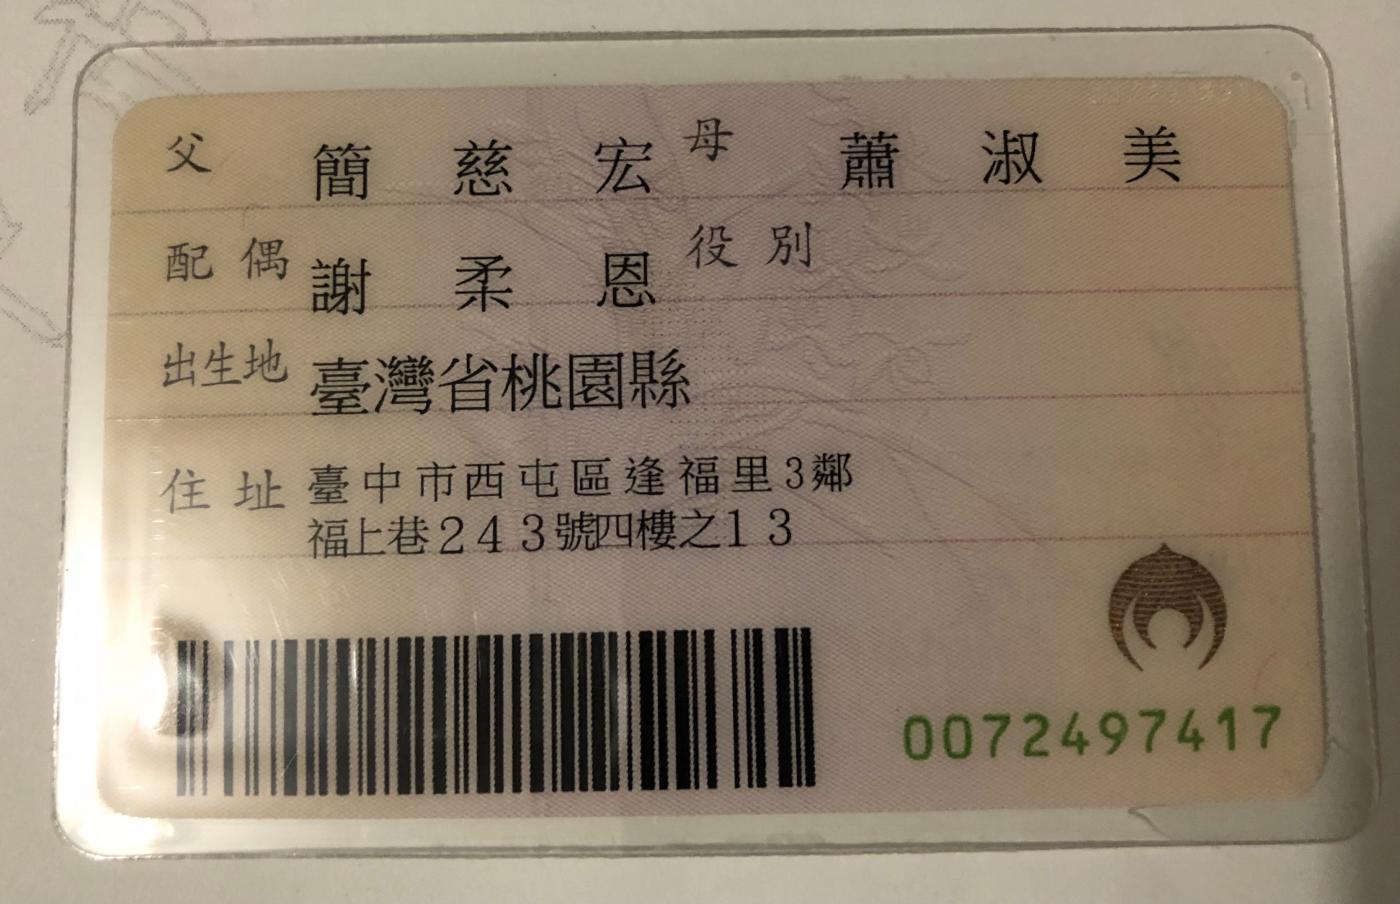 父 簡慈宏 母 蕭淑美
配偶 謝柔恩 役別
出生地 臺灣省桃園縣
住址 臺中市西屯區逢福里3鄰
福上巷243號四樓之13
0072497417